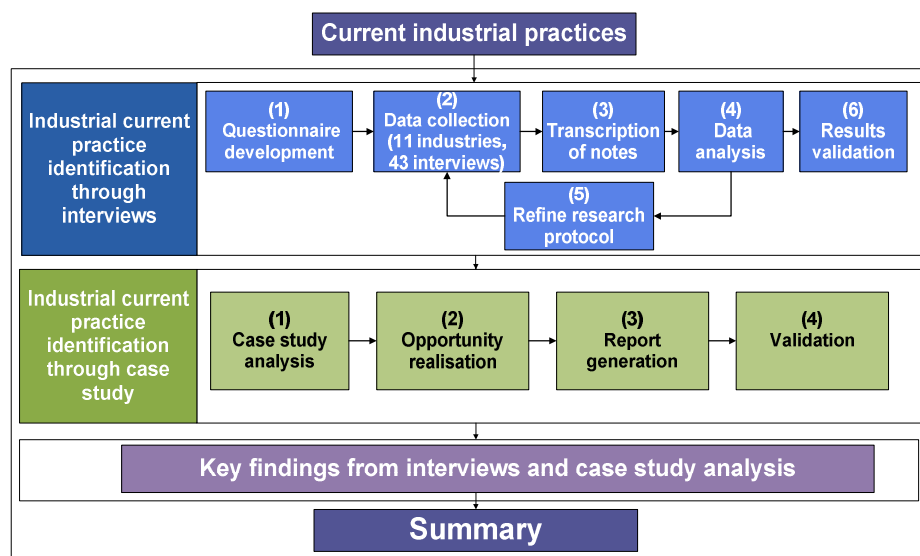 Current industrial practices
Industrial current
practice
identification
through
interviews
(1)
Questionnaire
development
(2)
Data collection
(11 industries,
43 interviews)
(3)
Transcription
of notes
(4)
Data
analysis
(6)
Results
validation
(5)
Refine research
protocol
Industrial current
practice
identification
through case
study
(1)
Case study
analysis
(2)
Opportunity
realisation
(3)
Report
generation
(4)
Validation
Key findings from interviews and case study analysis
Summary